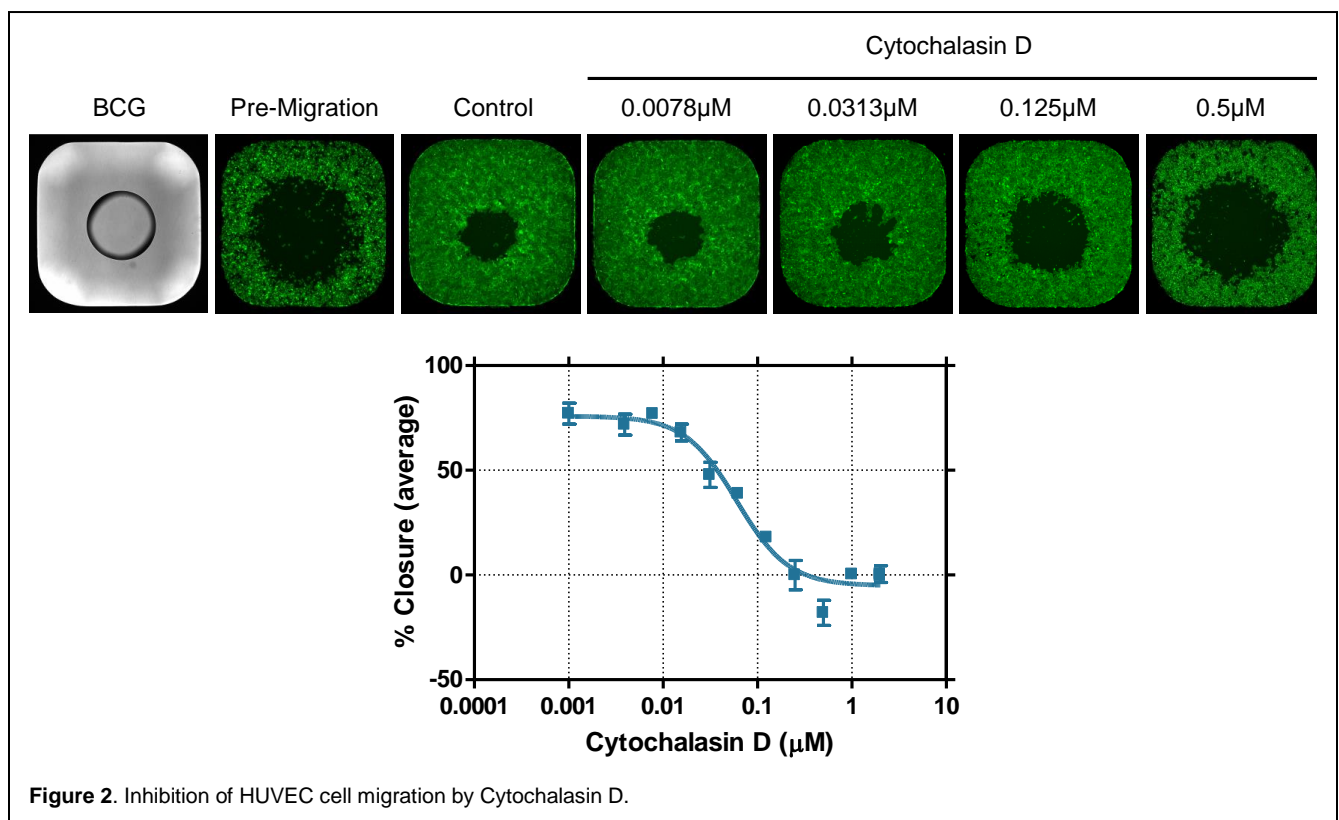 Cytochalasin D
BCG Pre-Migration Control 0.0078µM 0.0313µM 0.125µM 0.5µM
100
50
0
-50
% Closure (average)
0.0001 0.001 0.01 0.1 1 10
Cytochalasin D (µM)
Figure 2. Inhibition of HUVEC cell migration by Cytochalasin D.